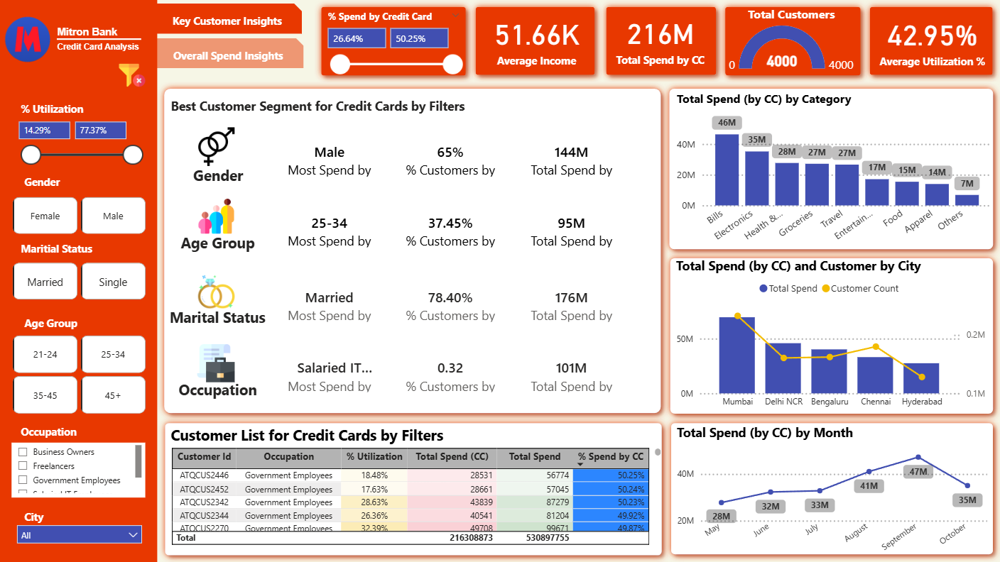 M
Mitron Bank
Credit Card Analysis
% Utilization
14.29%
77.37%
Gender
Female
Male
Maritial Status
Married
Single
Age Group
21-24
25-34
35-45
45+
Occupation
Business Owners
Freelancers
Government Employees
City
All
Key Customer Insights
Overall Spend Insights
% Spend by Credit Card
26.64%
50.25%
51.66K
Average Income
216M
Total Spend by CC
Total Customers
0
4000
4000
42.95%
Average Utilization %
Best Customer Segment for Credit Cards by Filters
Gender
Male
Most Spend by
65%
% Customers by
144M
Total Spend by
Age Group
25-34
Most Spend by
37.45%
% Customers by
95M
Total Spend by
Marital Status
Married
Most Spend by
78.40%
% Customers by
176M
Total Spend by
Occupation
Salaried IT...
Most Spend by
0.32
% Customers by
101M
Total Spend by
Customer List for Credit Cards by Filters
Customer Id Occupation % Utilization Total Spend (CC) Total Spend % Spend by CC
ATQCUS2446 Government Employees 18.48% 28531 56774 50.25%
ATQCUS2452 Government Employees 17.63% 28661 57045 50.24%
ATQCUS2342 Government Employees 28.63% 43839 87279 50.23%
ATQCUS2344 Government Employees 26.36% 40541 81204 49.92%
ATQCUS2270 Government Employees 32.39% 49708 99671 49.87%
Total 216308873 530897755
Total Spend (by CC) by Category
46M
35M
28M
27M
27M
17M
15M
14M
7M
40M
20M
0M
Bills
Electronics
Health &...
Groceries
Travel
Entertain...
Food
Apparel
Others
Total Spend (by CC) and Customer by City
Total Spend
Customer Count
50M
0M
0.2M
0.1M
Mumbai
Delhi NCR
Bengaluru
Chennai
Hyderabad
Total Spend (by CC) by Month
40M
20M
28M
32M
33M
41M
47M
35M
May
June
July
August
September
October